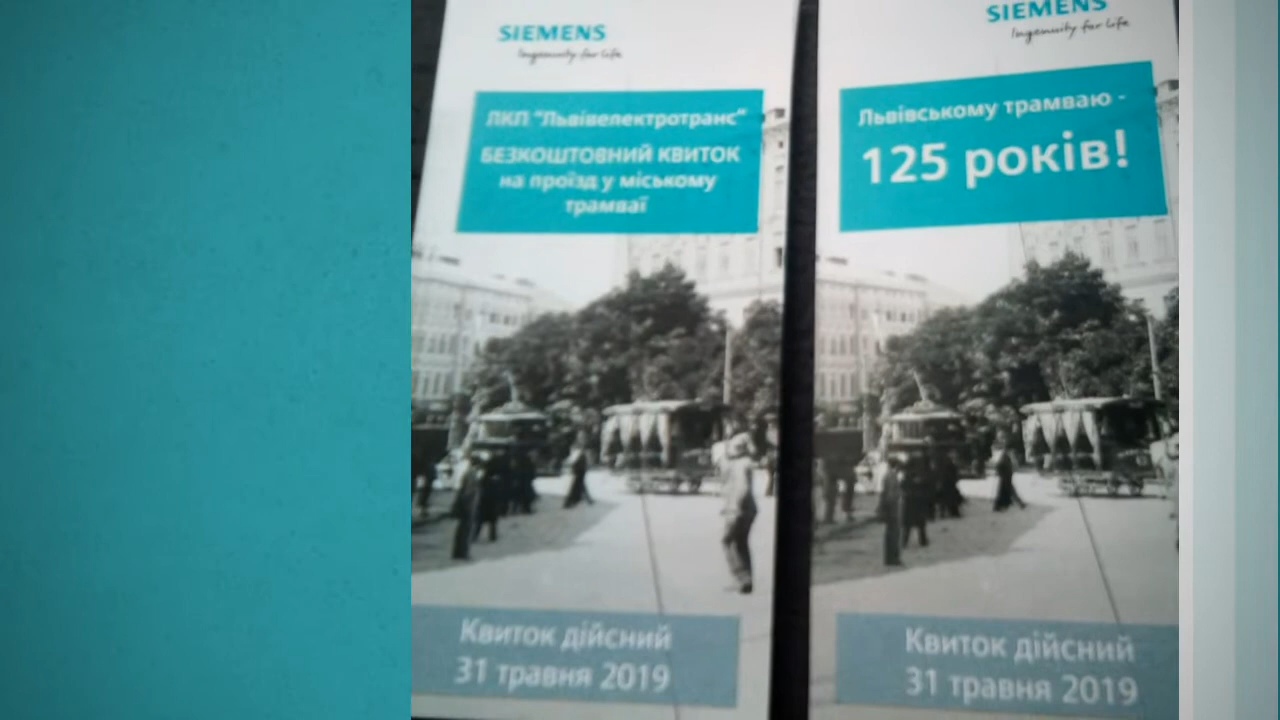 SIEMENS
Ingenuity for life
ЛКП "Львівелектротранс"
БЕЗКОШТОВНИЙ КВИТОК
на проїзд у міському
трамваї
Квиток дійсний
31 травня 2019
SIEMENS
Ingenuity for life
Львівському трамваю -
125 років!
Квиток дійсний
31 травня 2019